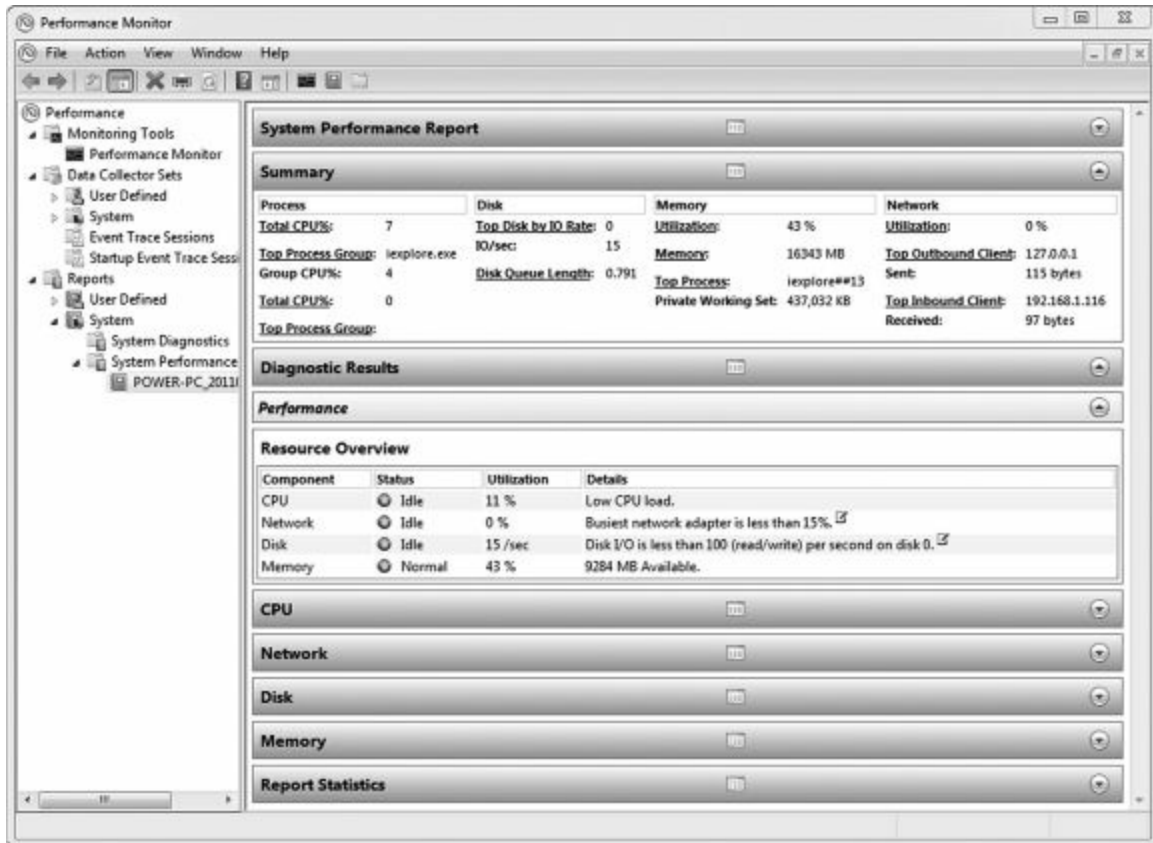 Performance Monitor
File Action View Window Help
Performance
Monitoring Tools
Performance Monitor
Data Collector Sets
User Defined
System
Event Trace Sessions
Startup Event Trace Sessi
Reports
User Defined
System
System Diagnostics
System Performance
POWER-PC_2011
System Performance Report
Summary
Process Disk Memory Network
Total CPU%: 7 Top Disk by IO Rate: 0 Utilization: 43 % Utilization: 0 %
IO/sec: 15
Top Process Group: iexplore.exe Memory: 16343 MB Top Outbound Client: 127.0.0.1
Group CPU%: 4 Disk Queue Length: 0.791 Top Process: iexplore##13 Sent: 115 bytes
Total CPU%: 0 Private Working Set: 437,032 KB Top Inbound Client: 192.168.1.116
Top Process Group: Received: 97 bytes
Diagnostic Results
Performance
Resource Overview
Component Status Utilization Details
CPU Idle 11 % Low CPU load.
Network Idle 0 % Busiest network adapter is less than 15%.
Disk Idle 15 /sec Disk I/O is less than 100 (read/write) per second on disk 0.
Memory Normal 43 % 9284 MB Available.
CPU
Network
Disk
Memory
Report Statistics